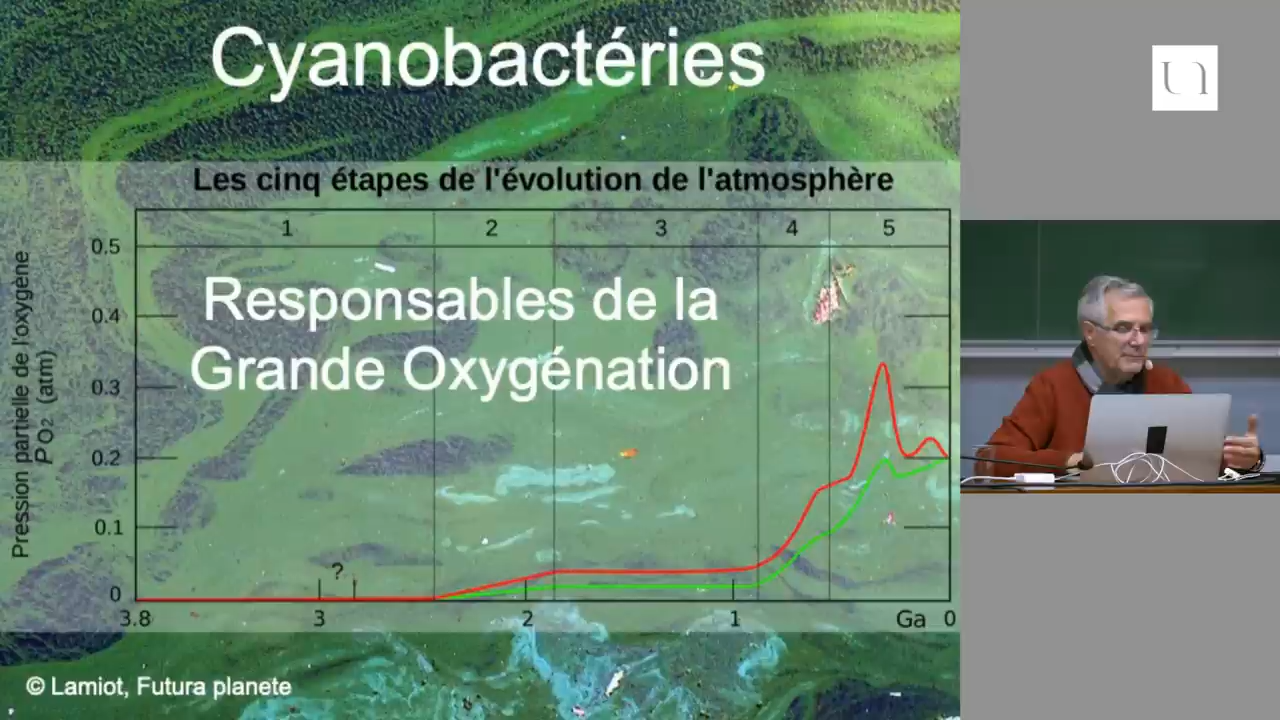 Cyanobactéries
Les cinq étapes de l'évolution de l'atmosphère
1 2 3 4 5
Pression partielle de l'oxygène
PO2 (atm)
0.5
0.4
0.3
0.2
0.1
0
Responsables de la
Grande Oxygénation
?
3.8 3 2 1 Ga 0
© Lamiot, Futura planete